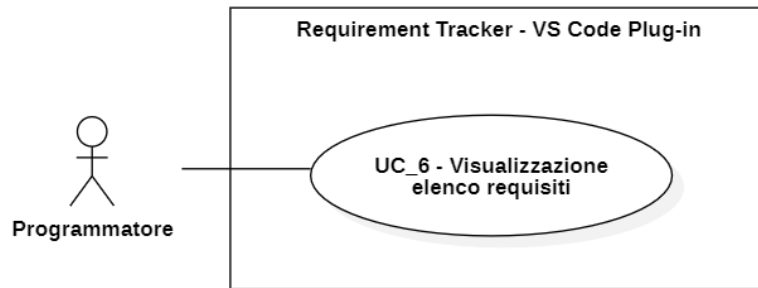 Requirement Tracker - VS Code Plug-in
UC_6 - Visualizzazione
elenco requisiti
Programmatore